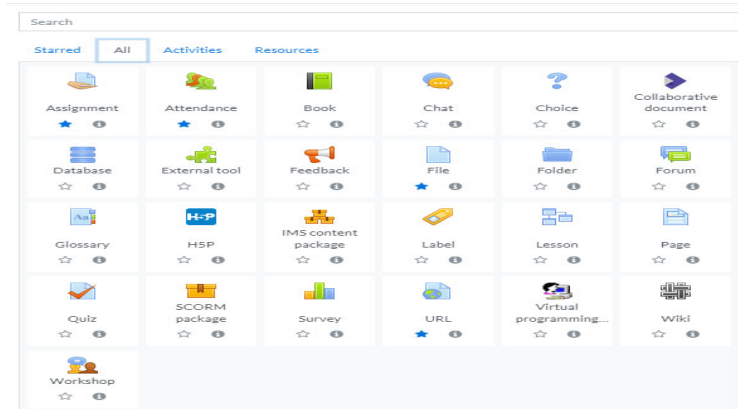 Search
Starred All Activities Resources
Assignment Attendance Book Chat Choice Collaborative
document
Database External tool Feedback File Folder Forum
Aa
H-P
Glossary H5P IMS content
package Label Lesson Page
Quiz SCORM
package Survey URL Virtual
programming... Wiki
Workshop